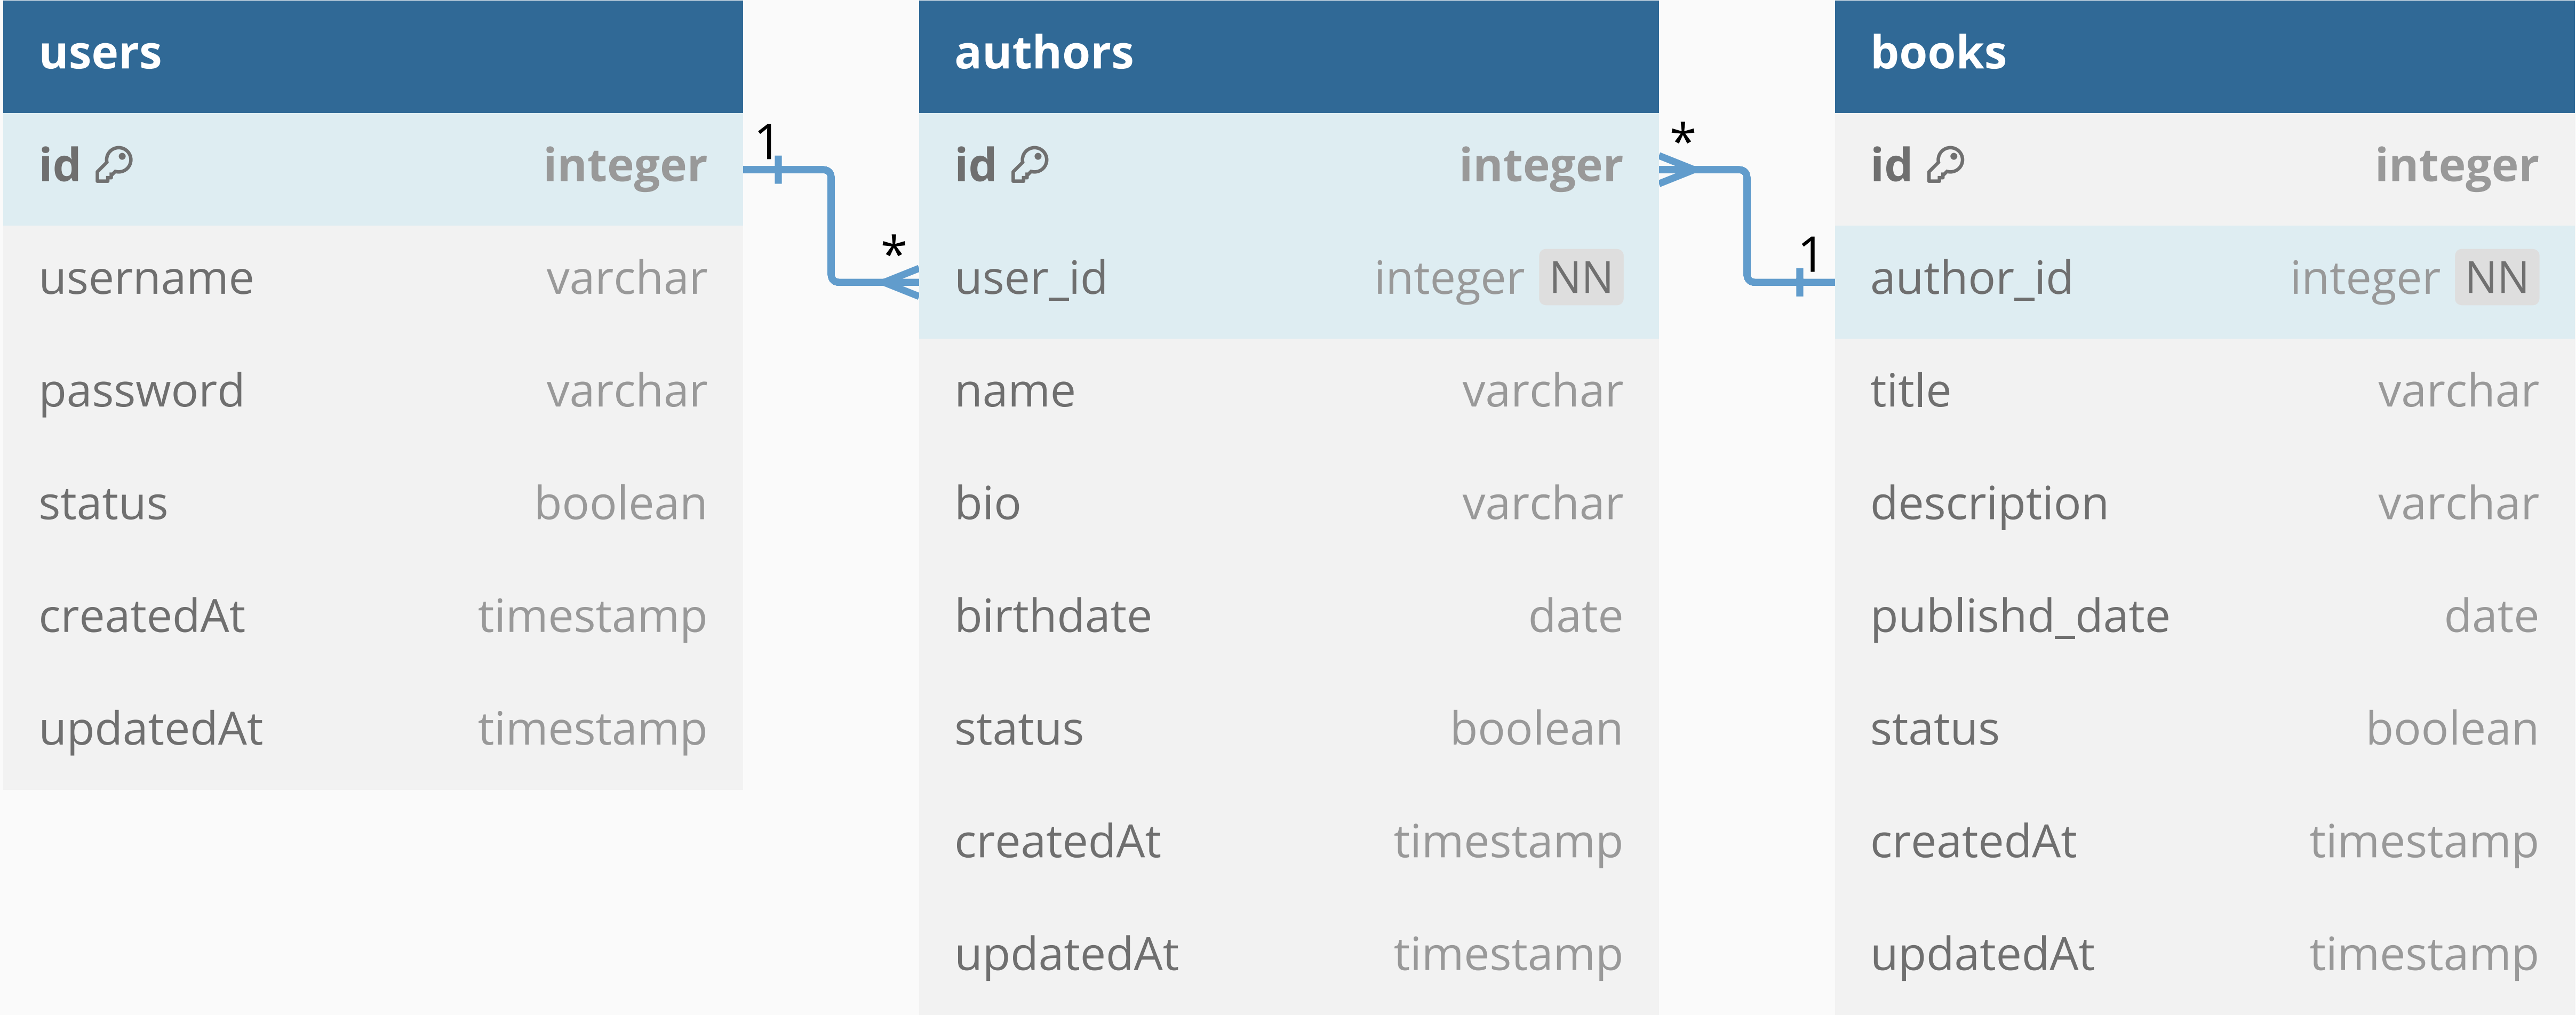 users
id integer
username varchar
password varchar
status boolean
createdAt timestamp
updatedAt timestamp
1
*
authors
id integer
user_id integer NN
name varchar
bio varchar
birthdate date
status boolean
createdAt timestamp
updatedAt timestamp
*
1
books
id integer
author_id integer NN
title varchar
description varchar
publishd_date date
status boolean
createdAt timestamp
updatedAt timestamp